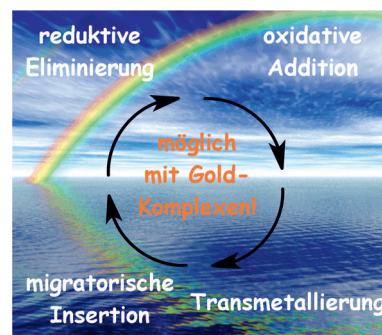 reduktive
Eliminierung
oxidative
Addition
möglich
mit Gold-
Komplexen!
migratorische
Insertion
Transmetallierung